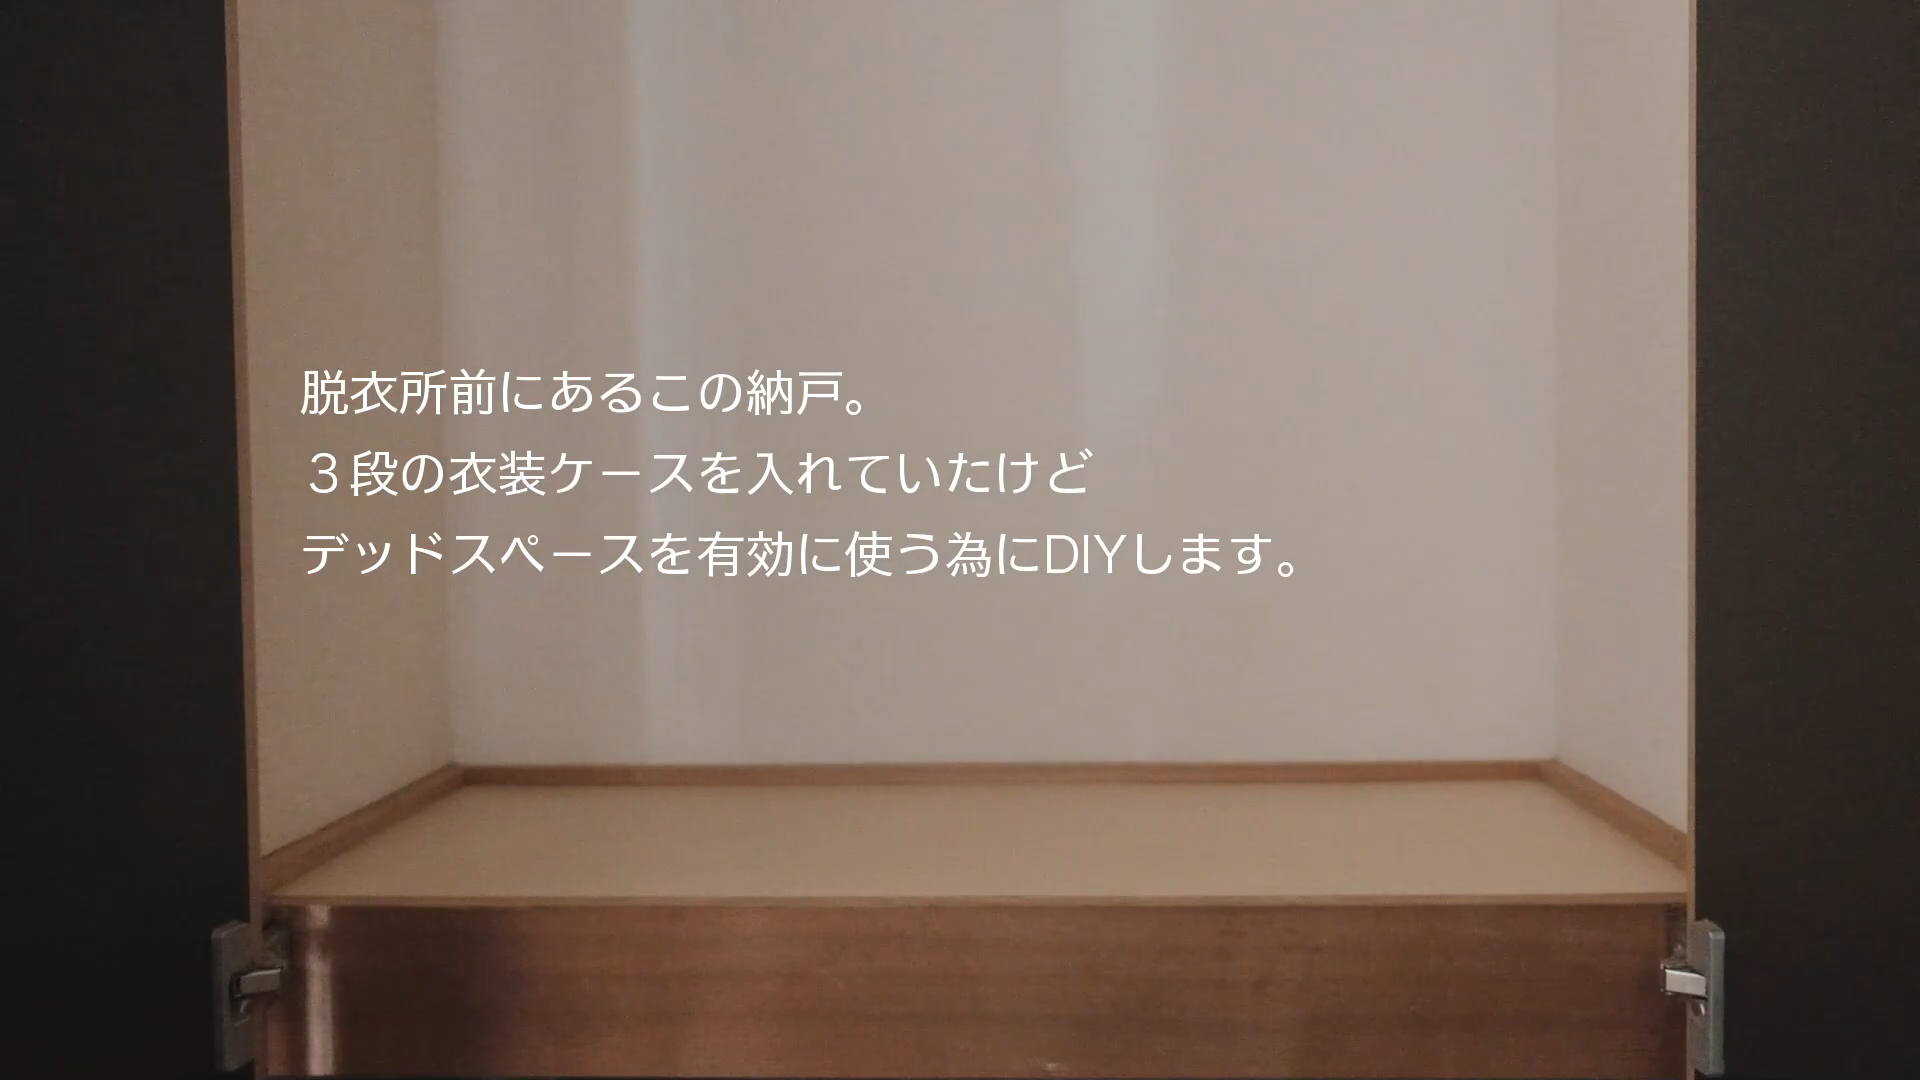 脱衣所前にあるこの納戸。
３段の衣装ケースを入れていたけど
デッドスペースを有効に使う為にDIYします。